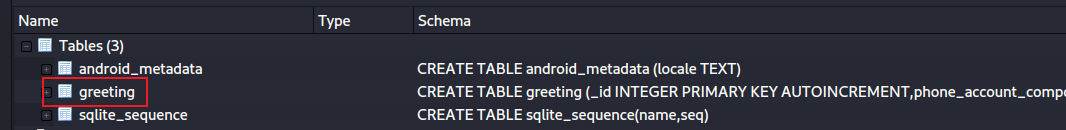 Name Type Schema
Tables (3)
android_metadata CREATE TABLE android_metadata (locale TEXT)
greeting CREATE TABLE greeting (_id INTEGER PRIMARY KEY AUTOINCREMENT,phone_account_compo
sqlite_sequence CREATE TABLE sqlite_sequence(name,seq)